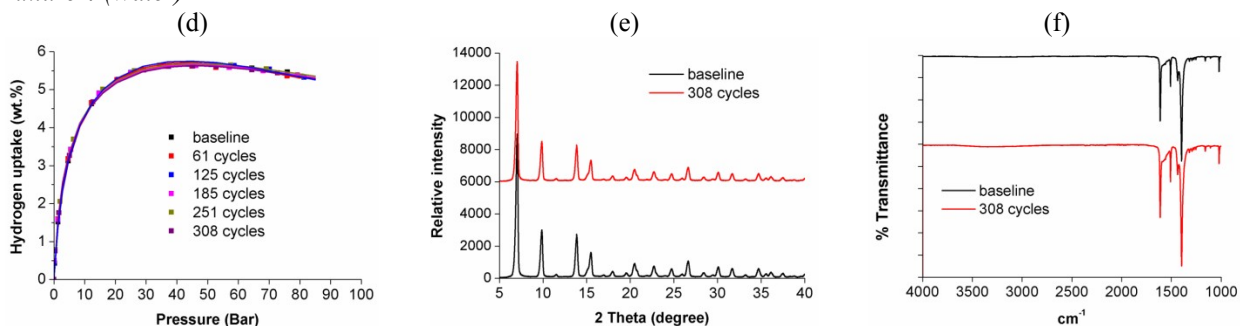 (d) (e) (f)
Hydrogen uptake (wt.%)
6
5
4
3
2
1
0
baseline
61 cycles
125 cycles
185 cycles
251 cycles
308 cycles
0 10 20 30 40 50 60 70 80 90 100
Pressure (Bar)
Relative intensity
14000
12000
10000
8000
6000
4000
2000
0
baseline
308 cycles
5 10 15 20 25 30 35 40
2 Theta (degree)
% Transmittance
baseline
308 cycles
4000 3500 3000 2500 2000 1500 1000
cm⁻¹